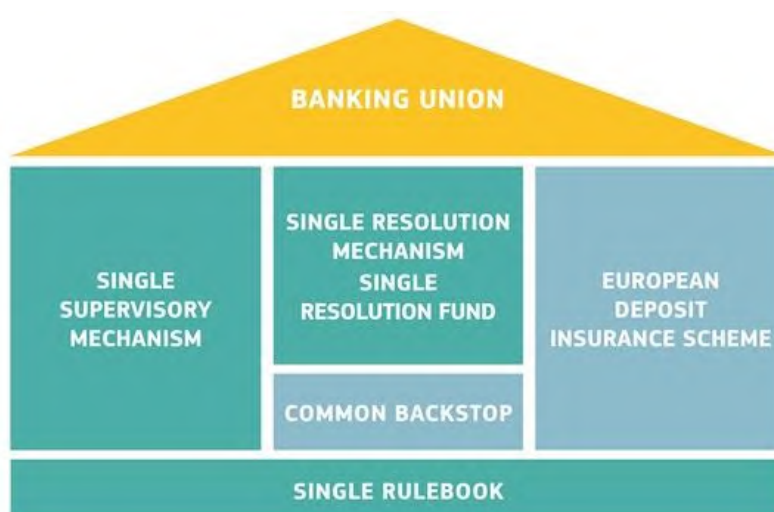 BANKING UNION
SINGLE
SUPERVISORY
MECHANISM
SINGLE RESOLUTION
MECHANISM
SINGLE
RESOLUTION FUND
COMMON BACKSTOP
EUROPEAN
DEPOSIT
INSURANCE SCHEME
SINGLE RULEBOOK